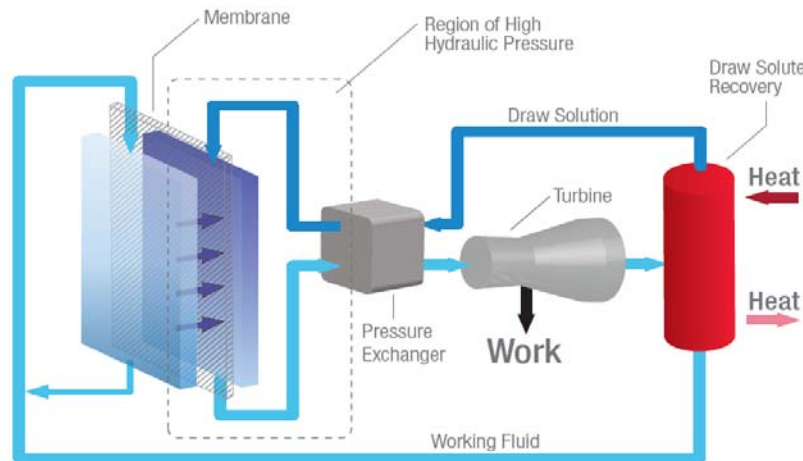 Membrane
Region of High
Hydraulic Pressure
Draw Solute
Recovery
Draw Solution
Heat
Turbine
Heat
Pressure
Exchanger
Work
Working Fluid